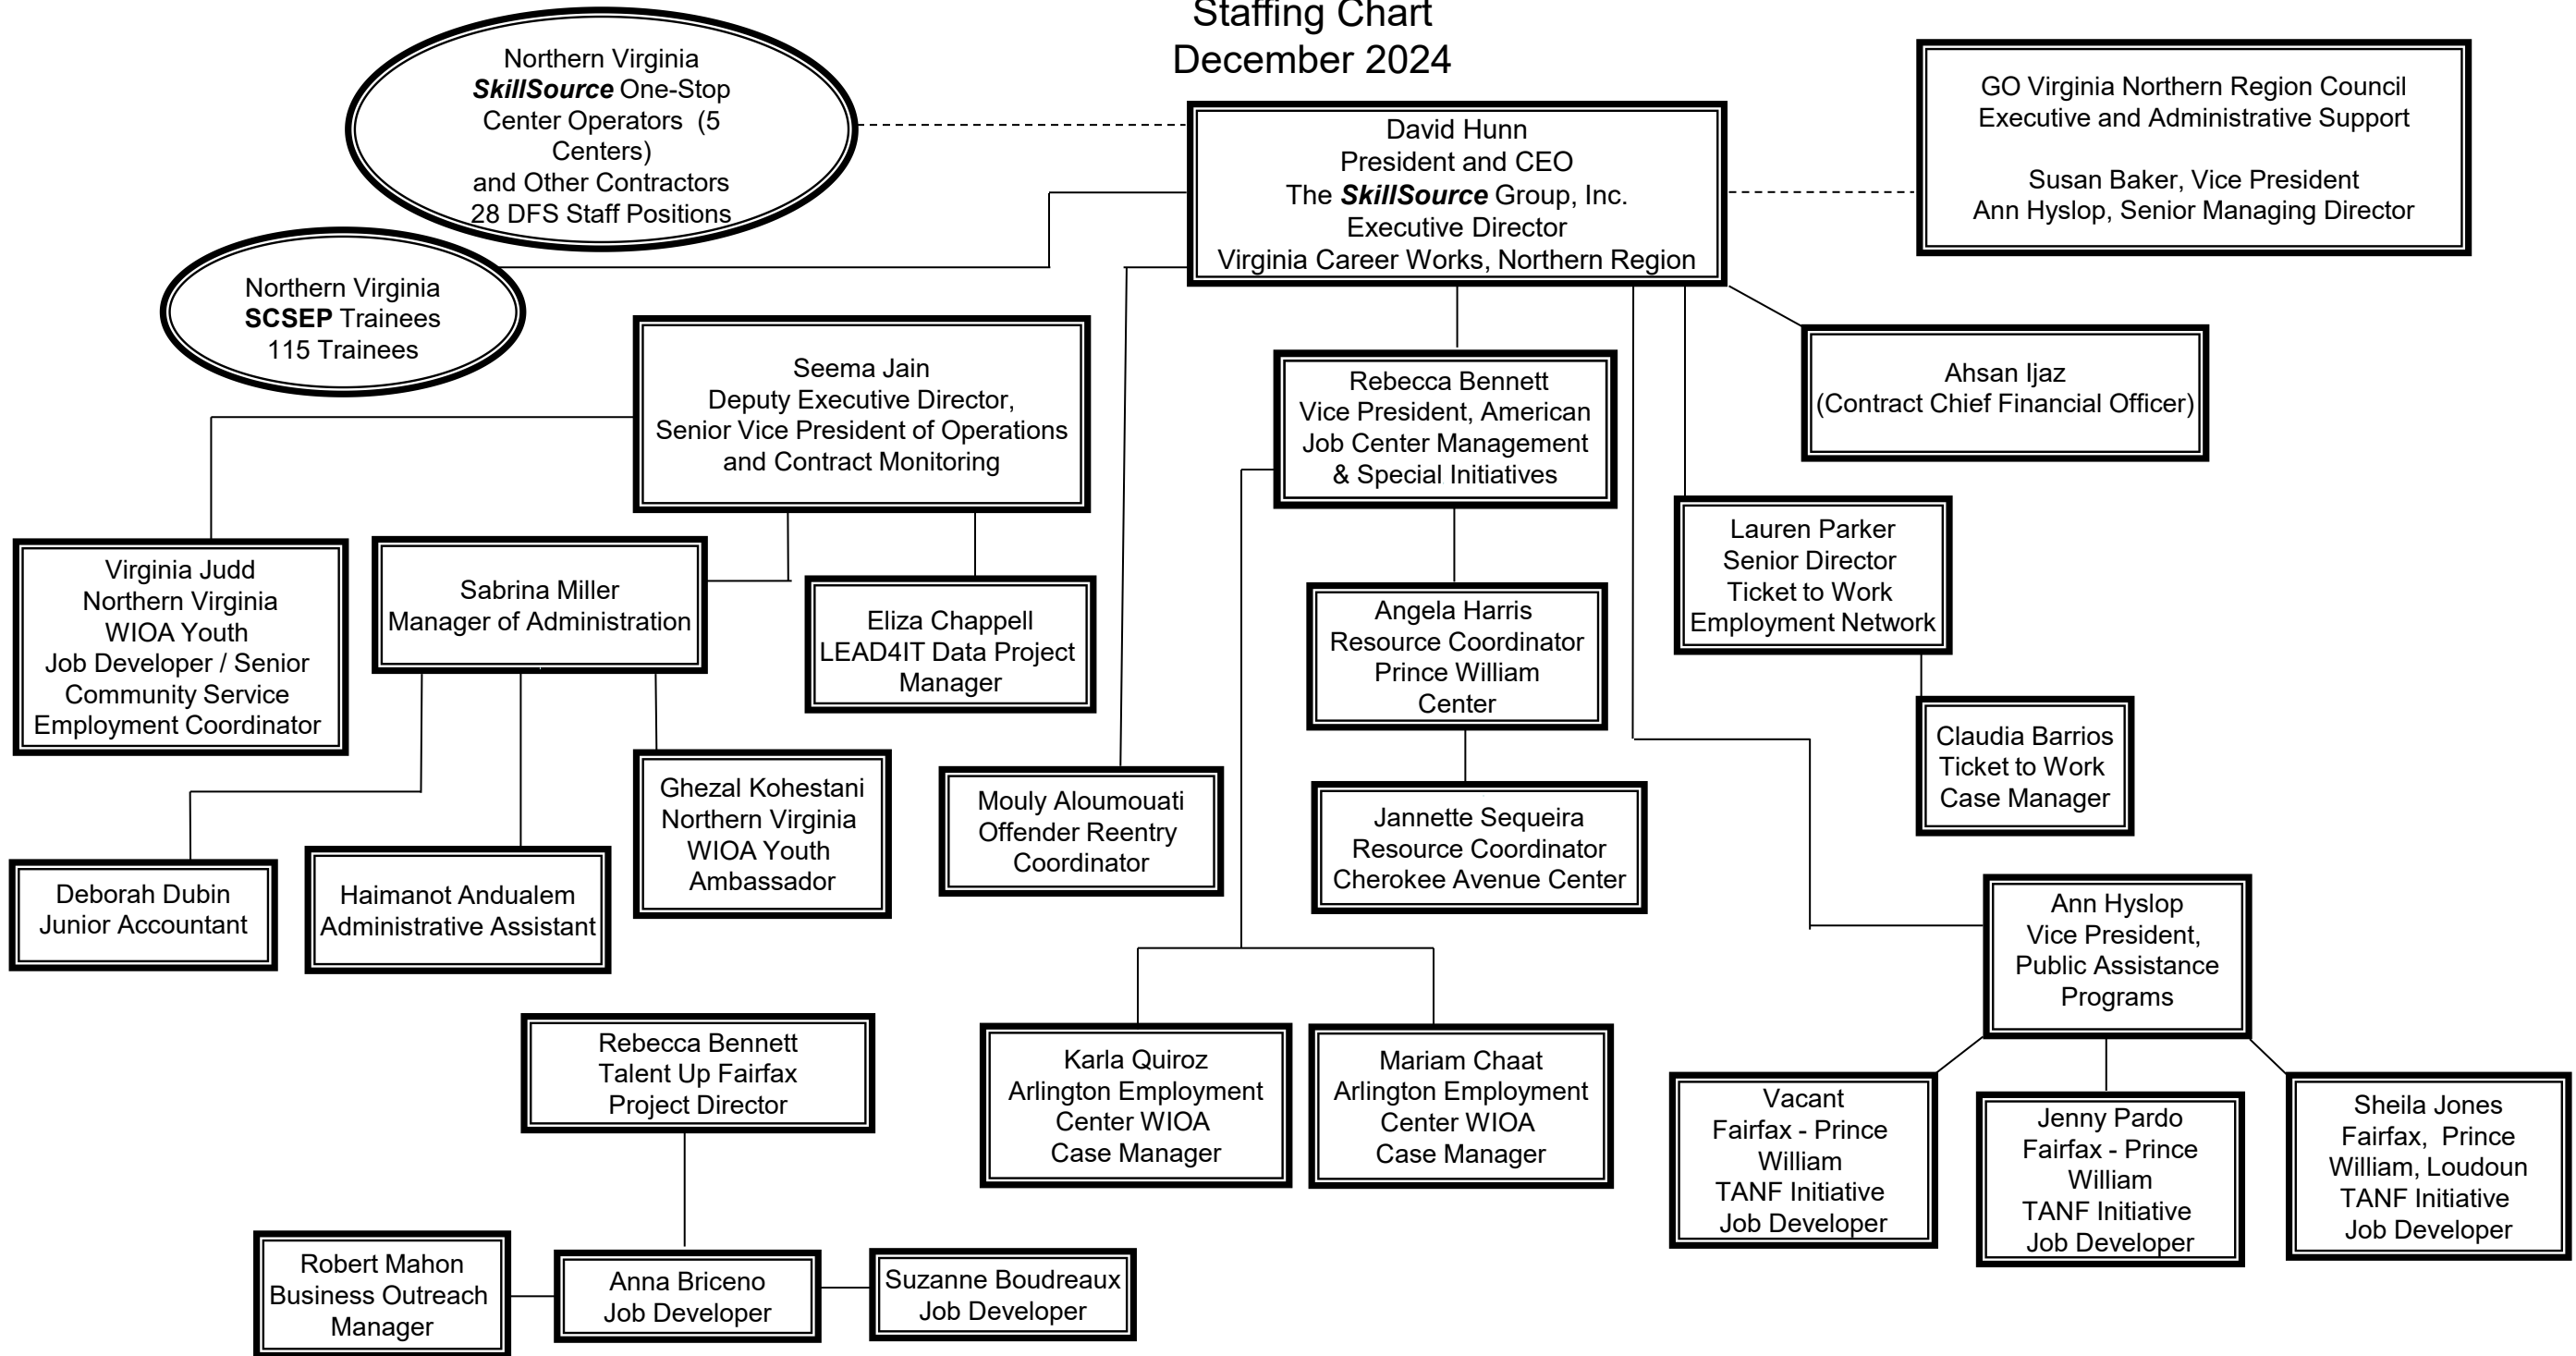 Staffing Chart
December 2024
Northern Virginia
SkillSource One-Stop
Center Operators (5
Centers)
and Other Contractors
28 DFS Staff Positions
David Hunn
President and CEO
The SkillSource Group, Inc.
Executive Director
Virginia Career Works, Northern Region
GO Virginia Northern Region Council
Executive and Administrative Support
Susan Baker, Vice President
Ann Hyslop, Senior Managing Director
Northern Virginia
SCSEP Trainees
115 Trainees
Seema Jain
Deputy Executive Director,
Senior Vice President of Operations
and Contract Monitoring
Rebecca Bennett
Vice President, American
Job Center Management
& Special Initiatives
Ahsan Ijaz
(Contract Chief Financial Officer)
Lauren Parker
Senior Director
Ticket to Work
Employment Network
Virginia Judd
Northern Virginia
WIOA Youth
Job Developer / Senior
Community Service
Employment Coordinator
Sabrina Miller
Manager of Administration
Eliza Chappell
LEAD4IT Data Project
Manager
Angela Harris
Resource Coordinator
Prince William
Center
Claudia Barrios
Ticket to Work
Case Manager
Ghezal Kohestani
Northern Virginia
WIOA Youth
Ambassador
Mouly Aloumouati
Offender Reentry
Coordinator
Jannette Sequeira
Resource Coordinator
Cherokee Avenue Center
Deborah Dubin
Junior Accountant
Haimanot Andualem
Administrative Assistant
Ann Hyslop
Vice President,
Public Assistance
Programs
Rebecca Bennett
Talent Up Fairfax
Project Director
Karla Quiroz
Arlington Employment
Center WIOA
Case Manager
Mariam Chaat
Arlington Employment
Center WIOA
Case Manager
Vacant
Fairfax - Prince
William
TANF Initiative
Job Developer
Jenny Pardo
Fairfax - Prince
William
TANF Initiative
Job Developer
Sheila Jones
Fairfax, Prince
William, Loudoun
TANF Initiative
Job Developer
Robert Mahon
Business Outreach
Manager
Anna Briceno
Job Developer
Suzanne Boudreaux
Job Developer